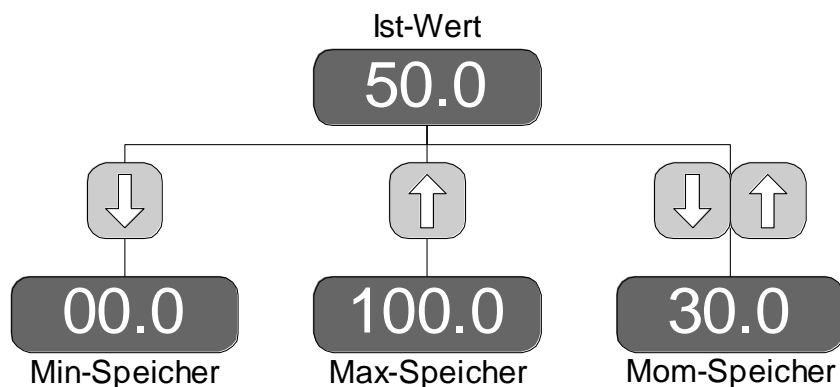 Ist-Wert
50.0
00.0
100.0
30.0
Min-Speicher
Max-Speicher
Mom-Speicher